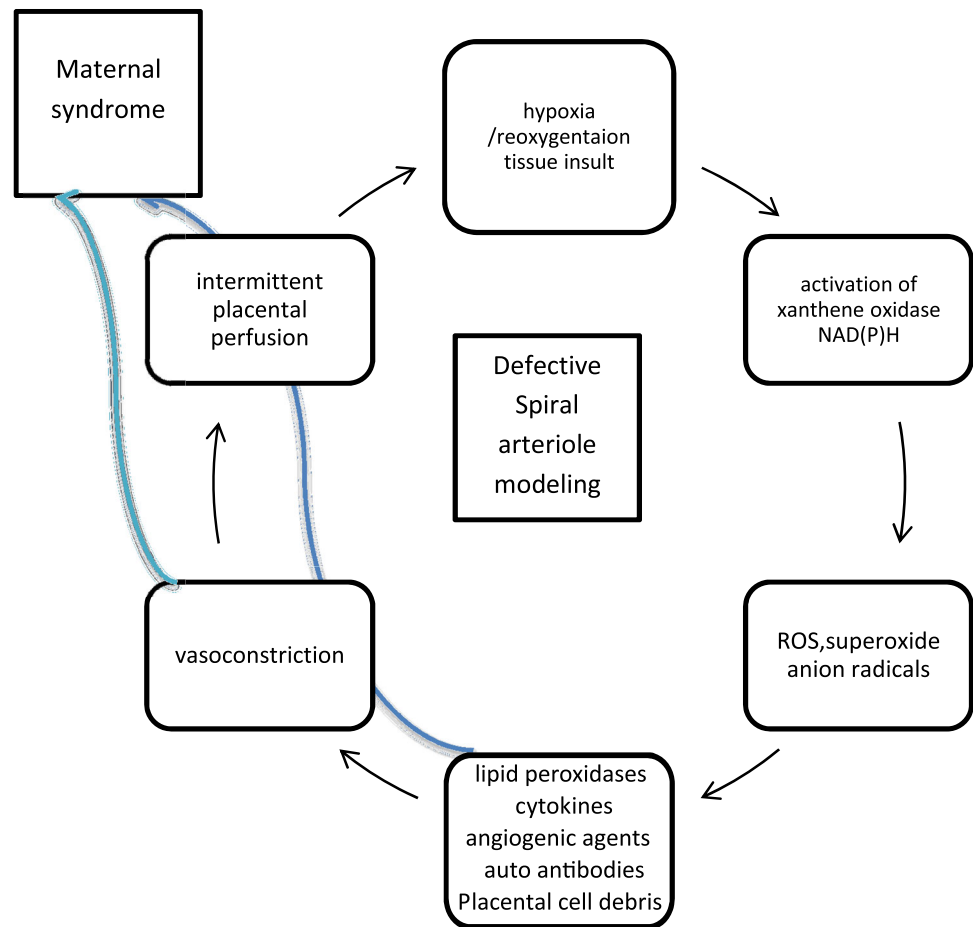 Maternal
syndrome
hypoxia
/reoxygentaion
tissue insult
activation of
xanthene oxidase
NAD(P)H
ROS,superoxide
anion radicals
lipid peroxidases
cytokines
angiogenic agents
auto antibodies
Placental cell debris
vasoconstriction
intermittent
placental
perfusion
Defective
Spiral
arteriole
modeling